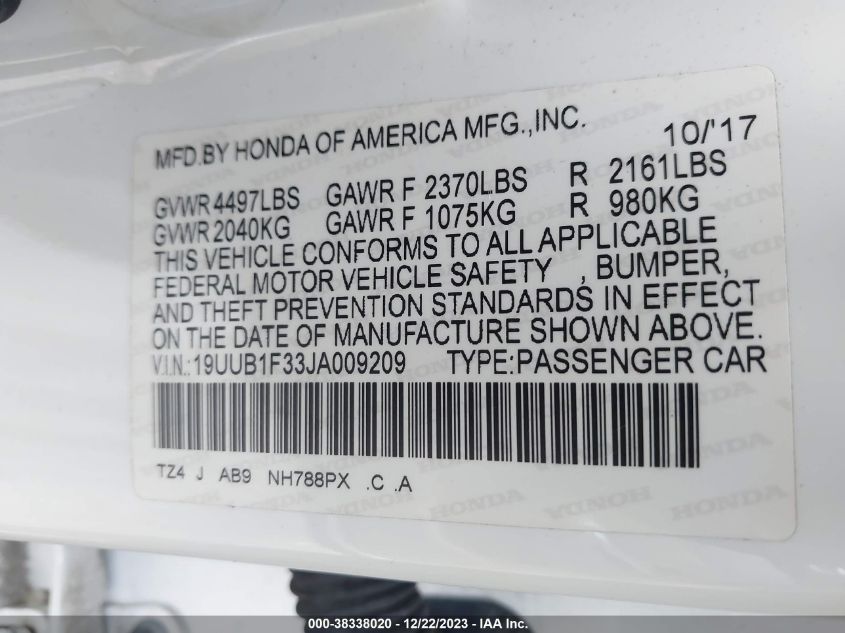 MFD.BY HONDA OF AMERICA MFG.,INC. 10/'17
GVWR 4497LBS GAWR F 2370LBS R 2161LBS
GVWR 2040KG GAWR F 1075KG R 980KG
THIS VEHICLE CONFORMS TO ALL APPLICABLE
FEDERAL MOTOR VEHICLE SAFETY , BUMPER,
AND THEFT PREVENTION STANDARDS IN EFFECT
ON THE DATE OF MANUFACTURE SHOWN ABOVE.
V.I.N.:19UUB1F33JA009209 TYPE:PASSENGER CAR
TZ4 J AB9 NH788PX .C .A
HONDA HONDA HONDA
000-38338020 - 12/22/2023 - IAA Inc.